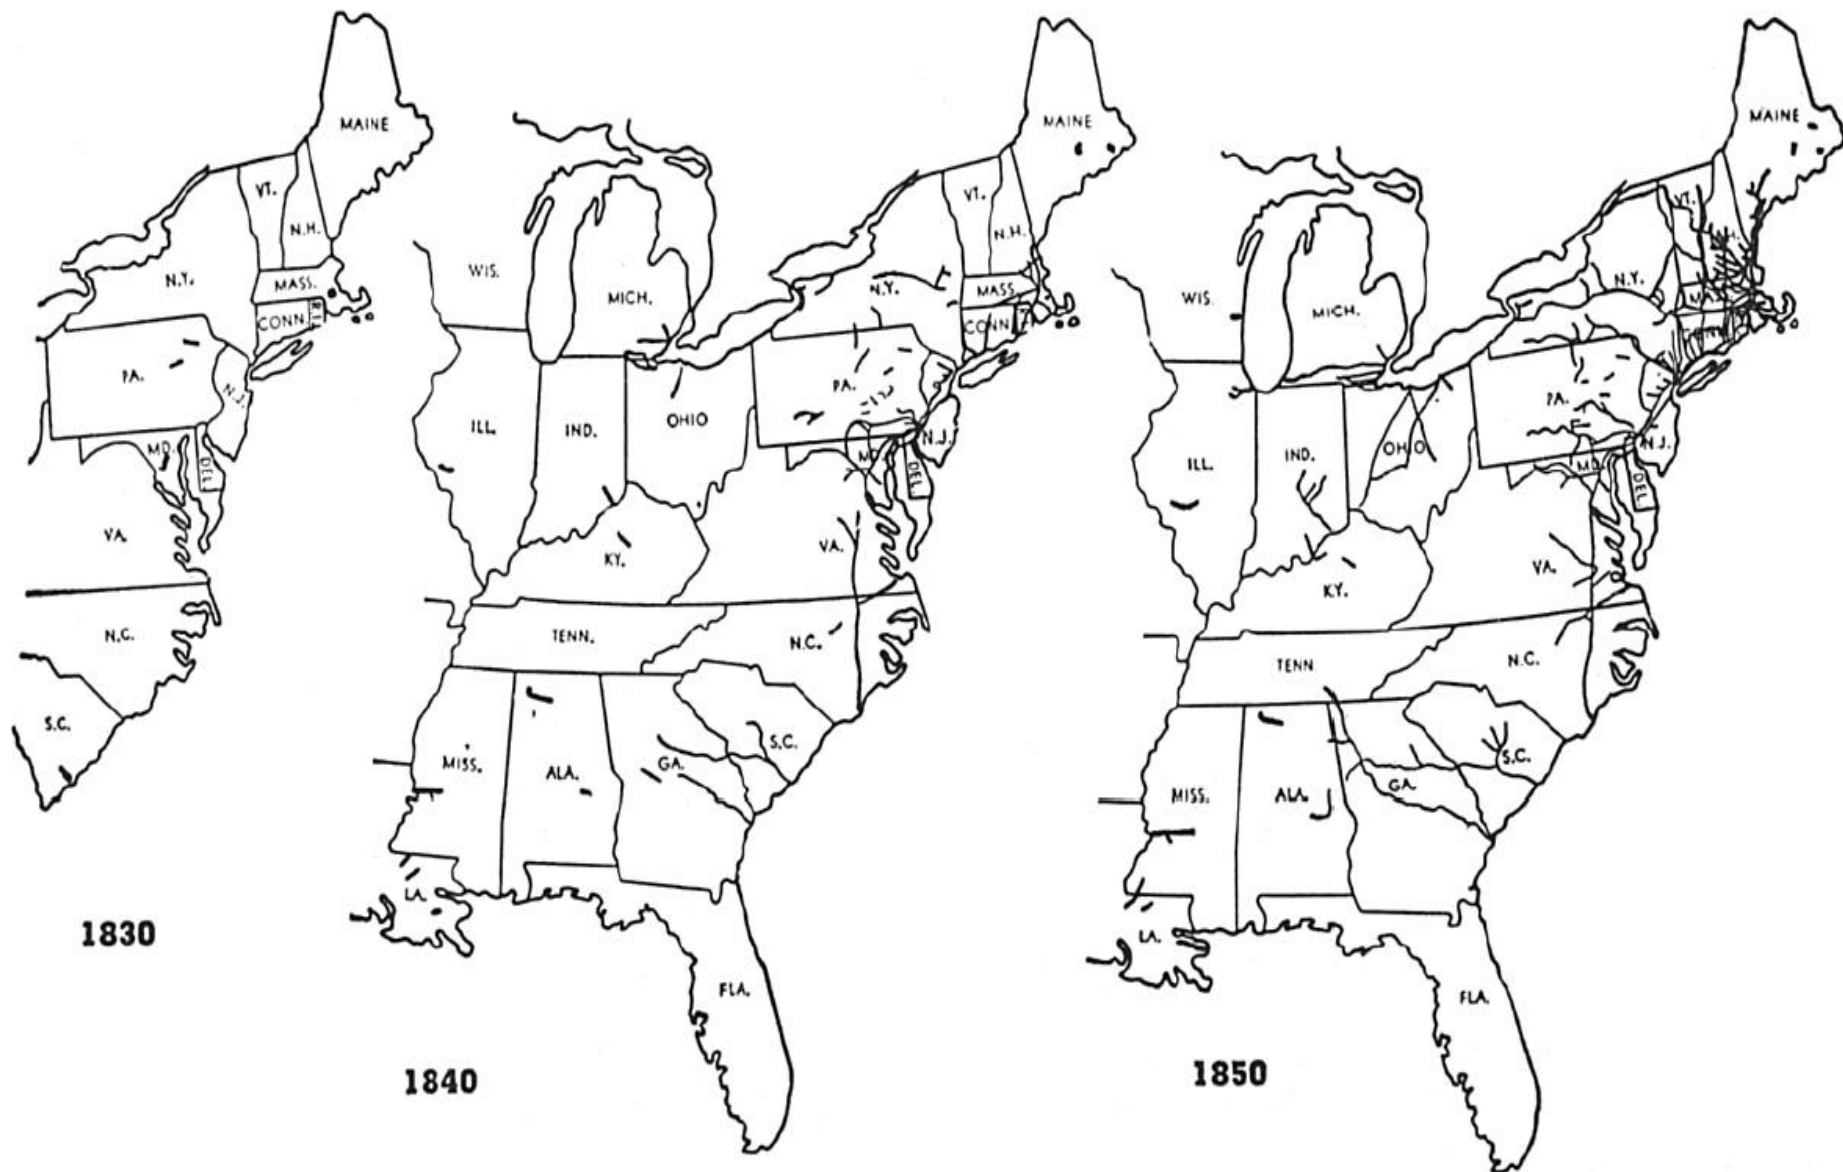 MAINE
VT.
N.H.
N.Y.
MASS.
CONN.
R.I.
PA.
N.J.
MD.
DEL.
VA.
N.C.
S.C.
1830
MAINE
VT.
N.H.
WIS.
MICH.
N.Y.
MASS
CONN.
PA.
ILL
IND.
OHIO
N.J.
MD
DEL.
VA.
KY.
TENN.
N.C.
S.C.
MISS.
ALA.
GA.
LA.
FLA.
1840
MAINE
VT.
N.H.
WIS.
MICH.
N.Y.
MASS
CONN
PA.
ILL.
IND.
OHIO
N.J.
MD.
DEL.
VA.
KY.
TENN
N.C.
S.C.
MISS.
ALA.
GA.
LA.
FLA.
1850